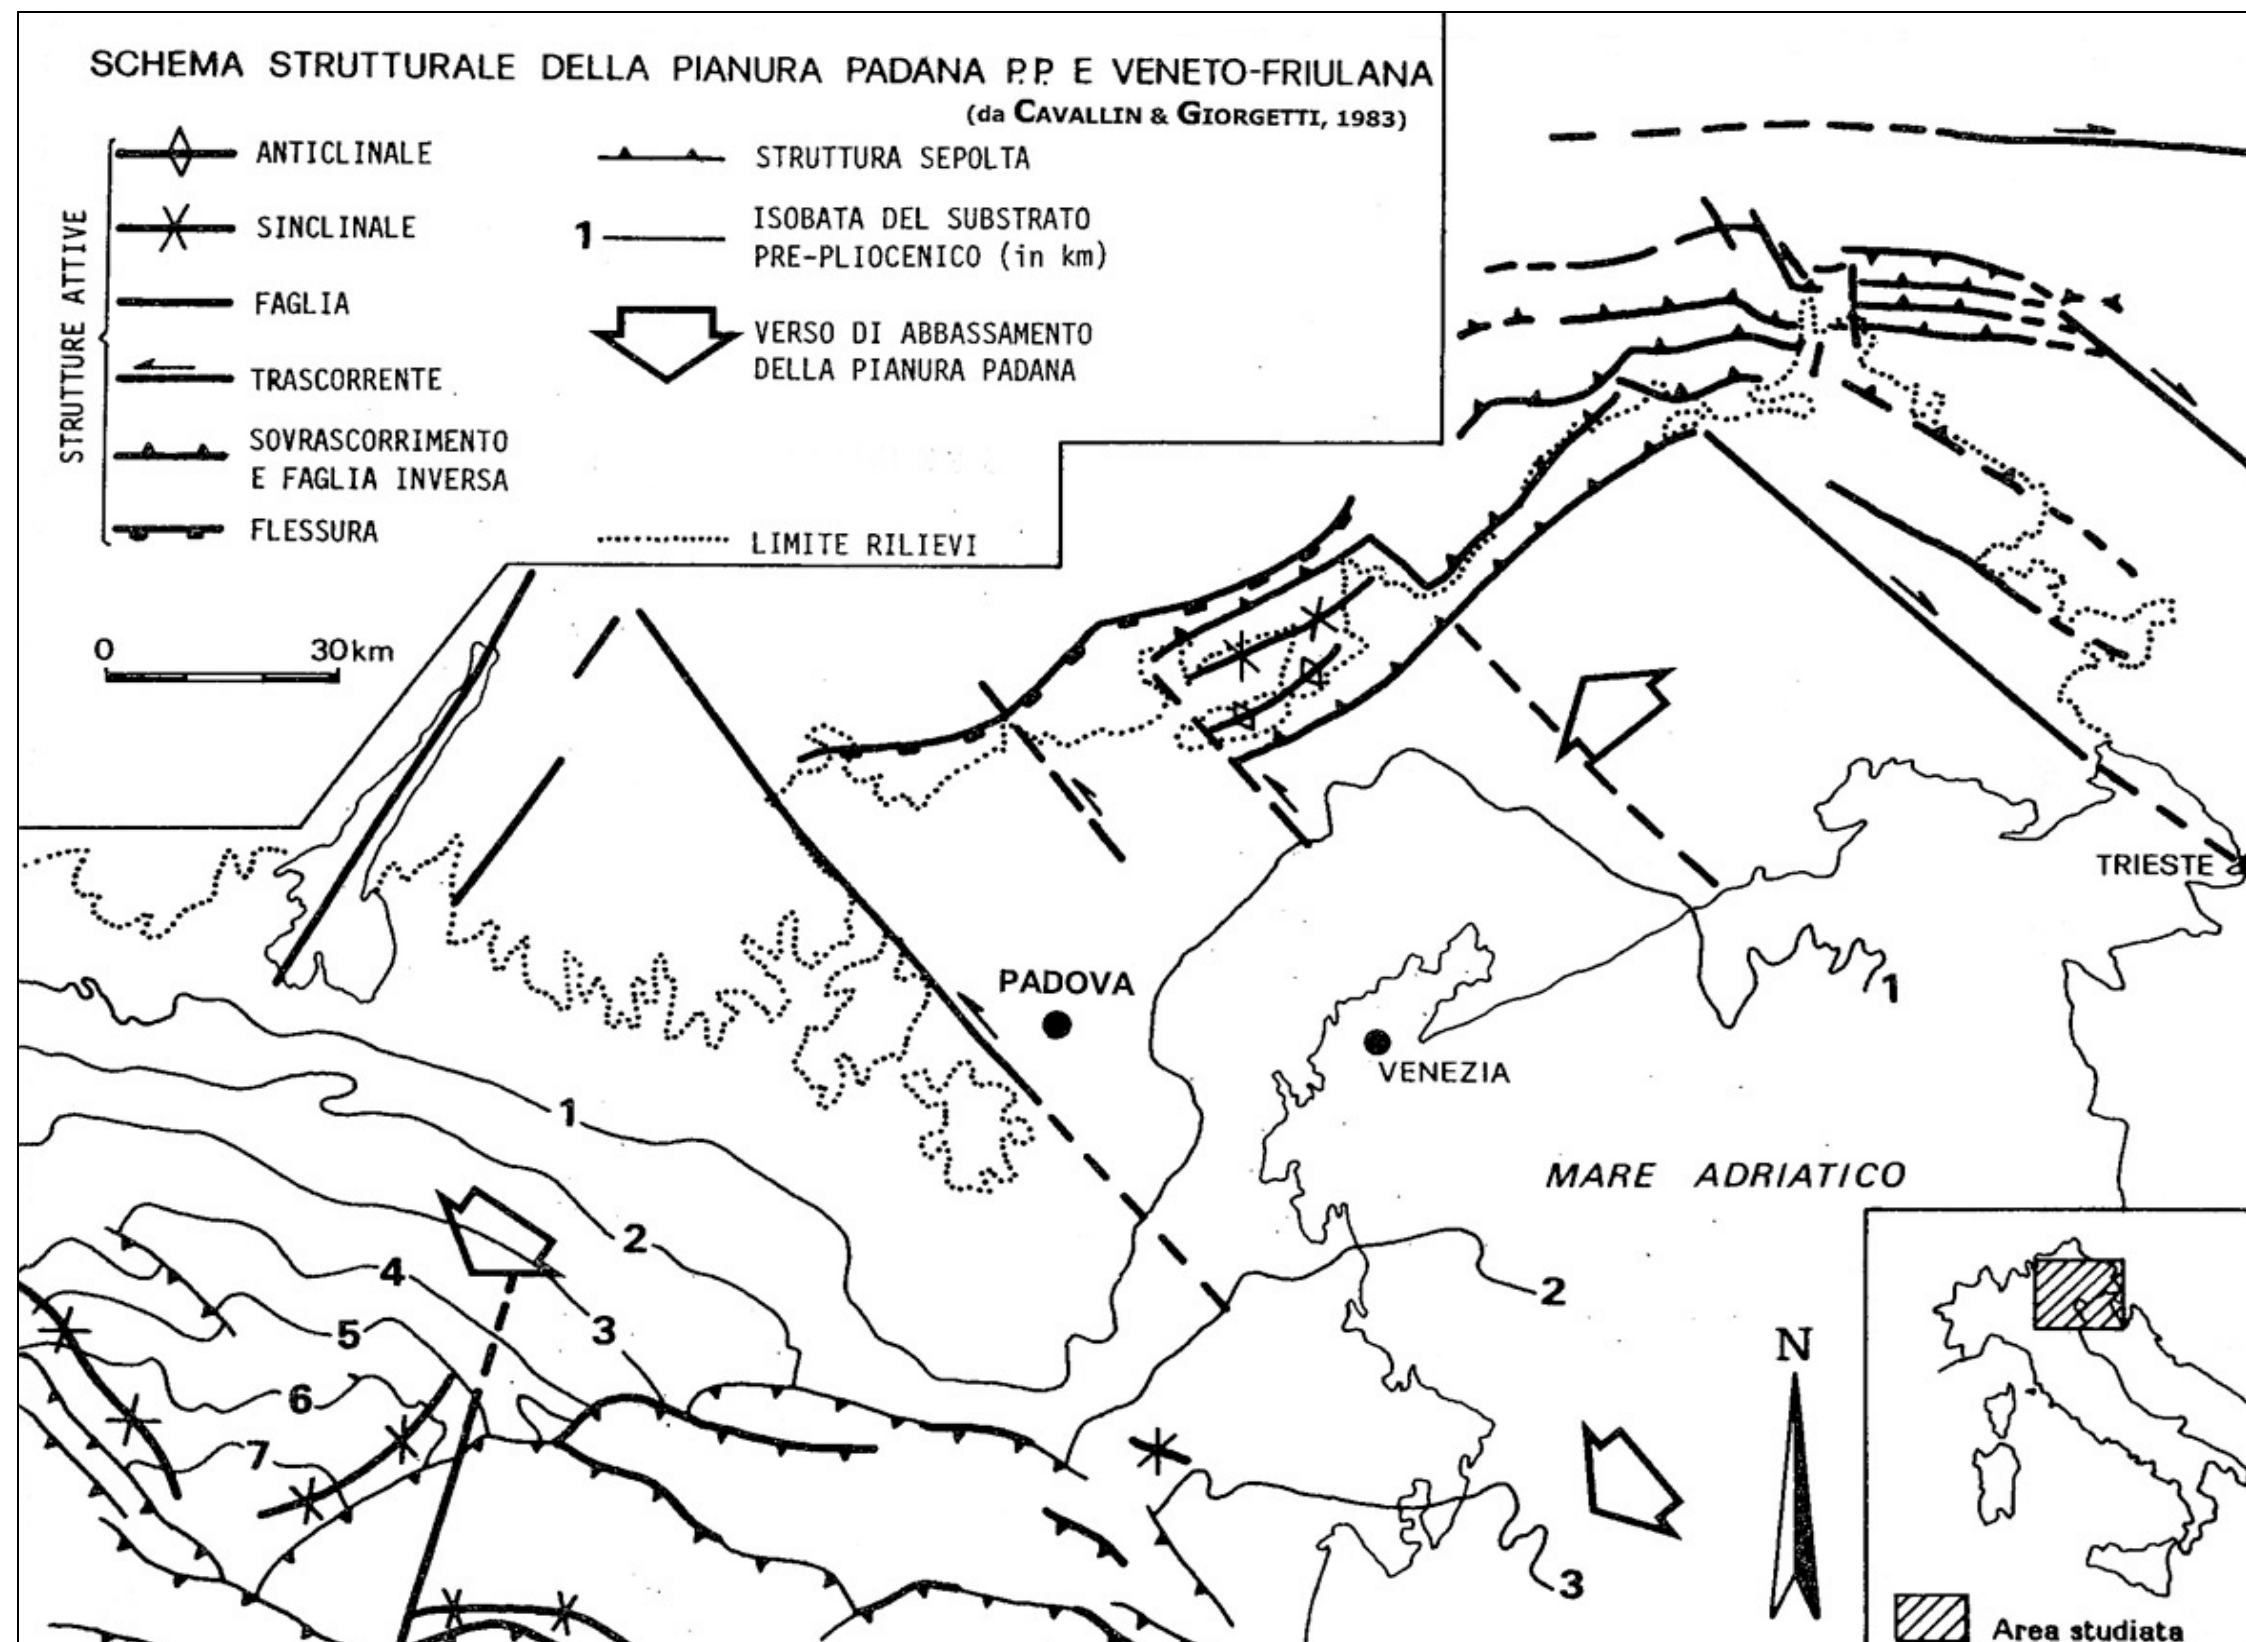 SCHEMA STRUTTURALE DELLA PIANURA PADANA P.P. E VENETO-FRIULANA
(da CAVALLIN & GIORGETTI, 1983)
STRUTTURE ATTIVE
ANTICLINALE
SINCLINALE
FAGLIA
TRASCORRENTE
SOVRASCORRIMENTO
E FAGLIA INVERSA
FLESSURA
STRUTTURA SEPOLTA
1
ISOBATA DEL SUBSTRATO
PRE-PLIOCENICO (in km)
VERSO DI ABBASSAMENTO
DELLA PIANURA PADANA
LIMITE RILIEVI
0 30km
TRIESTE
PADOVA
1
VENEZIA
1
MARE ADRIATICO
2
4
2
3
5
N
6
7
3
Area studiata